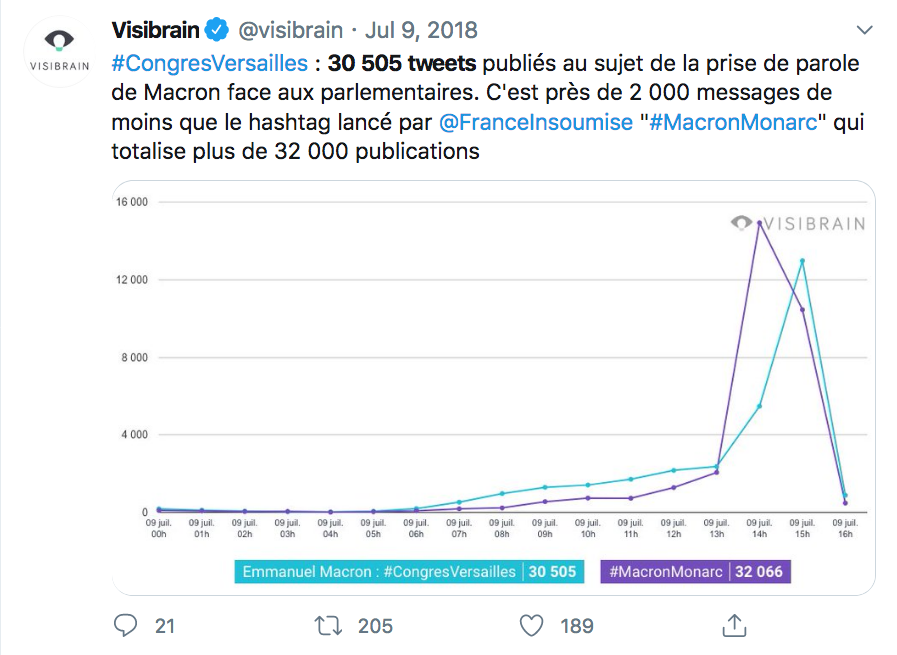 Visibrain @visibrain · Jul 9, 2018
VISIBRAIN
#CongresVersailles : 30 505 tweets publiés au sujet de la prise de parole
de Macron face aux parlementaires. C'est près de 2 000 messages de
moins que le hashtag lancé par @FranceInsoumise "#MacronMonarc" qui
totalise plus de 32 000 publications
16 000
VISIBRAIN
12 000
8 000
4 000
0
09 juil. 09 juil. 09 juil. 09 juil. 09 juil. 09 juil. 09 juil. 09 juil. 09 juil. 09 juil. 09 juil. 09 juil. 09 juil. 09 juil. 09 juil. 09 juil. 09 juil.
00h 01h 02h 03h 04h 05h 06h 07h 08h 09h 10h 11h 12h 13h 14h 15h 16h
Emmanuel Macron : #CongresVersailles 30 505 #MacronMonarc 32 066
21 205 189